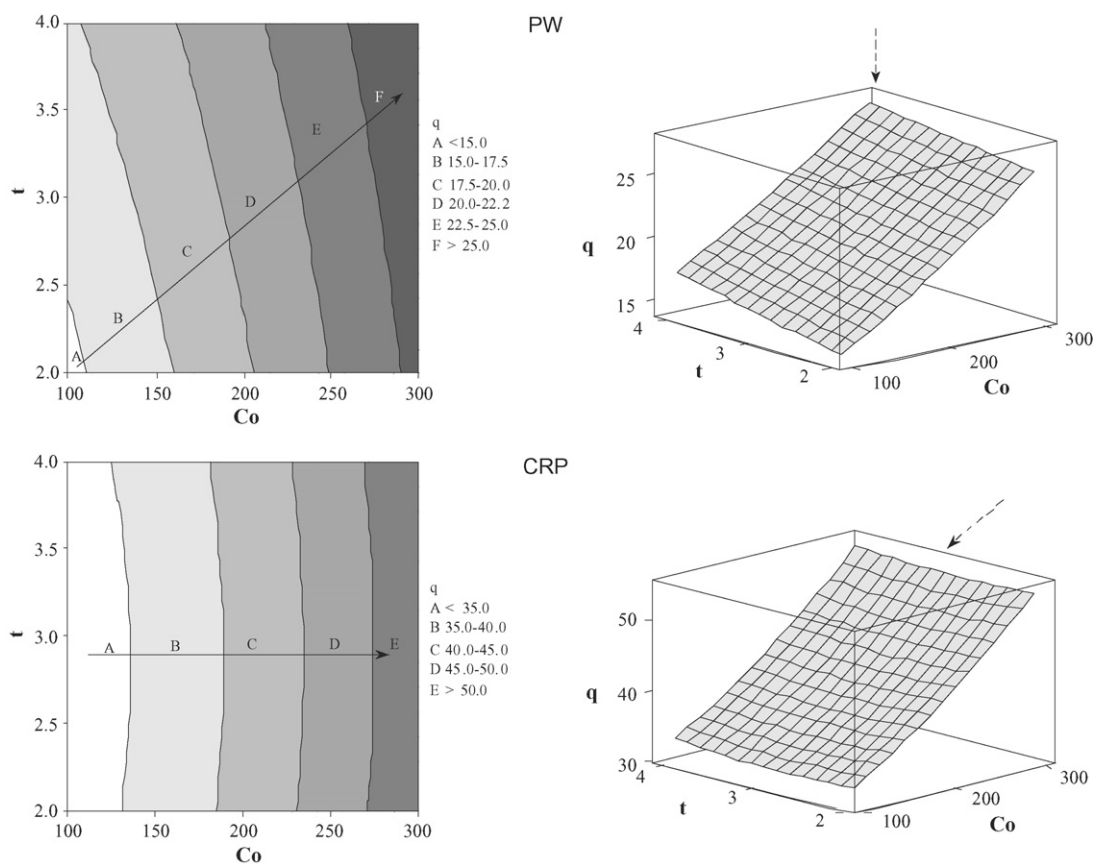 PW
4.0
3.5
3.0
2.5
2.0
t
100
150
200
250
300
Co
A
B
C
D
E
F
q
A <15.0
B 15.0-17.5
C 17.5-20.0
D 20.0-22.2
E 22.5-25.0
F > 25.0
25
20
15
q
4
3
2
t
100
200
300
Co
CRP
4.0
3.5
3.0
2.5
2.0
t
100
150
200
250
300
Co
A
B
C
D
E
q
A < 35.0
B 35.0-40.0
C 40.0-45.0
D 45.0-50.0
E > 50.0
50
40
30
q
4
3
2
t
100
200
300
Co